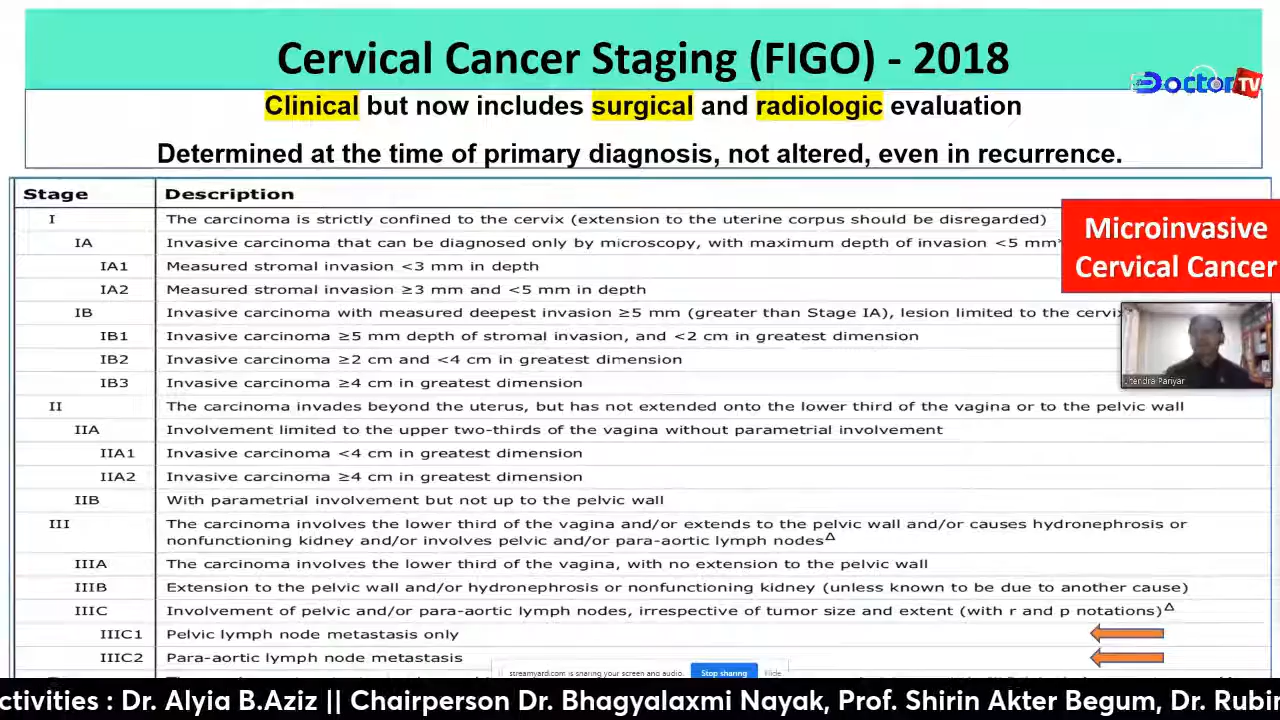 Cervical Cancer Staging (FIGO) - 2018
Doctor TV
Clinical but now includes surgical and radiologic evaluation
Determined at the time of primary diagnosis, not altered, even in recurrence.
Stage Description
I The carcinoma is strictly confined to the cervix (extension to the uterine corpus should be disregarded)
IA Invasive carcinoma that can be diagnosed only by microscopy, with maximum depth of invasion <5 mm
IA1 Measured stromal invasion <3 mm in depth
IA2 Measured stromal invasion ≥3 mm and <5 mm in depth
IB Invasive carcinoma with measured deepest invasion ≥5 mm (greater than Stage IA), lesion limited to the cervix
IB1 Invasive carcinoma ≥5 mm depth of stromal invasion, and <2 cm in greatest dimension
IB2 Invasive carcinoma ≥2 cm and <4 cm in greatest dimension
IB3 Invasive carcinoma ≥4 cm in greatest dimension
II The carcinoma invades beyond the uterus, but has not extended onto the lower third of the vagina or to the pelvic wall
IIA Involvement limited to the upper two-thirds of the vagina without parametrial involvement
IIA1 Invasive carcinoma <4 cm in greatest dimension
IIA2 Invasive carcinoma ≥4 cm in greatest dimension
IIB With parametrial involvement but not up to the pelvic wall
III The carcinoma involves the lower third of the vagina and/or extends to the pelvic wall and/or causes hydronephrosis or
nonfunctioning kidney and/or involves pelvic and/or para-aortic lymph nodesΔ
IIIA The carcinoma involves the lower third of the vagina, with no extension to the pelvic wall
IIIB Extension to the pelvic wall and/or hydronephrosis or nonfunctioning kidney (unless known to be due to another cause)
IIIC Involvement of pelvic and/or para-aortic lymph nodes, irrespective of tumor size and extent (with r and p notations)Δ
IIIC1 Pelvic lymph node metastasis only
IIIC2 Para-aortic lymph node metastasis
Microinvasive
Cervical Cancer
Jitendra Pariyar
streamyard.com is sharing your screen and audio.
Stop sharing
Hide
ctivities : Dr. Alyia B.Aziz || Chairperson Dr. Bhagyalaxmi Nayak, Prof. Shirin Akter Begum, Dr. Rubin